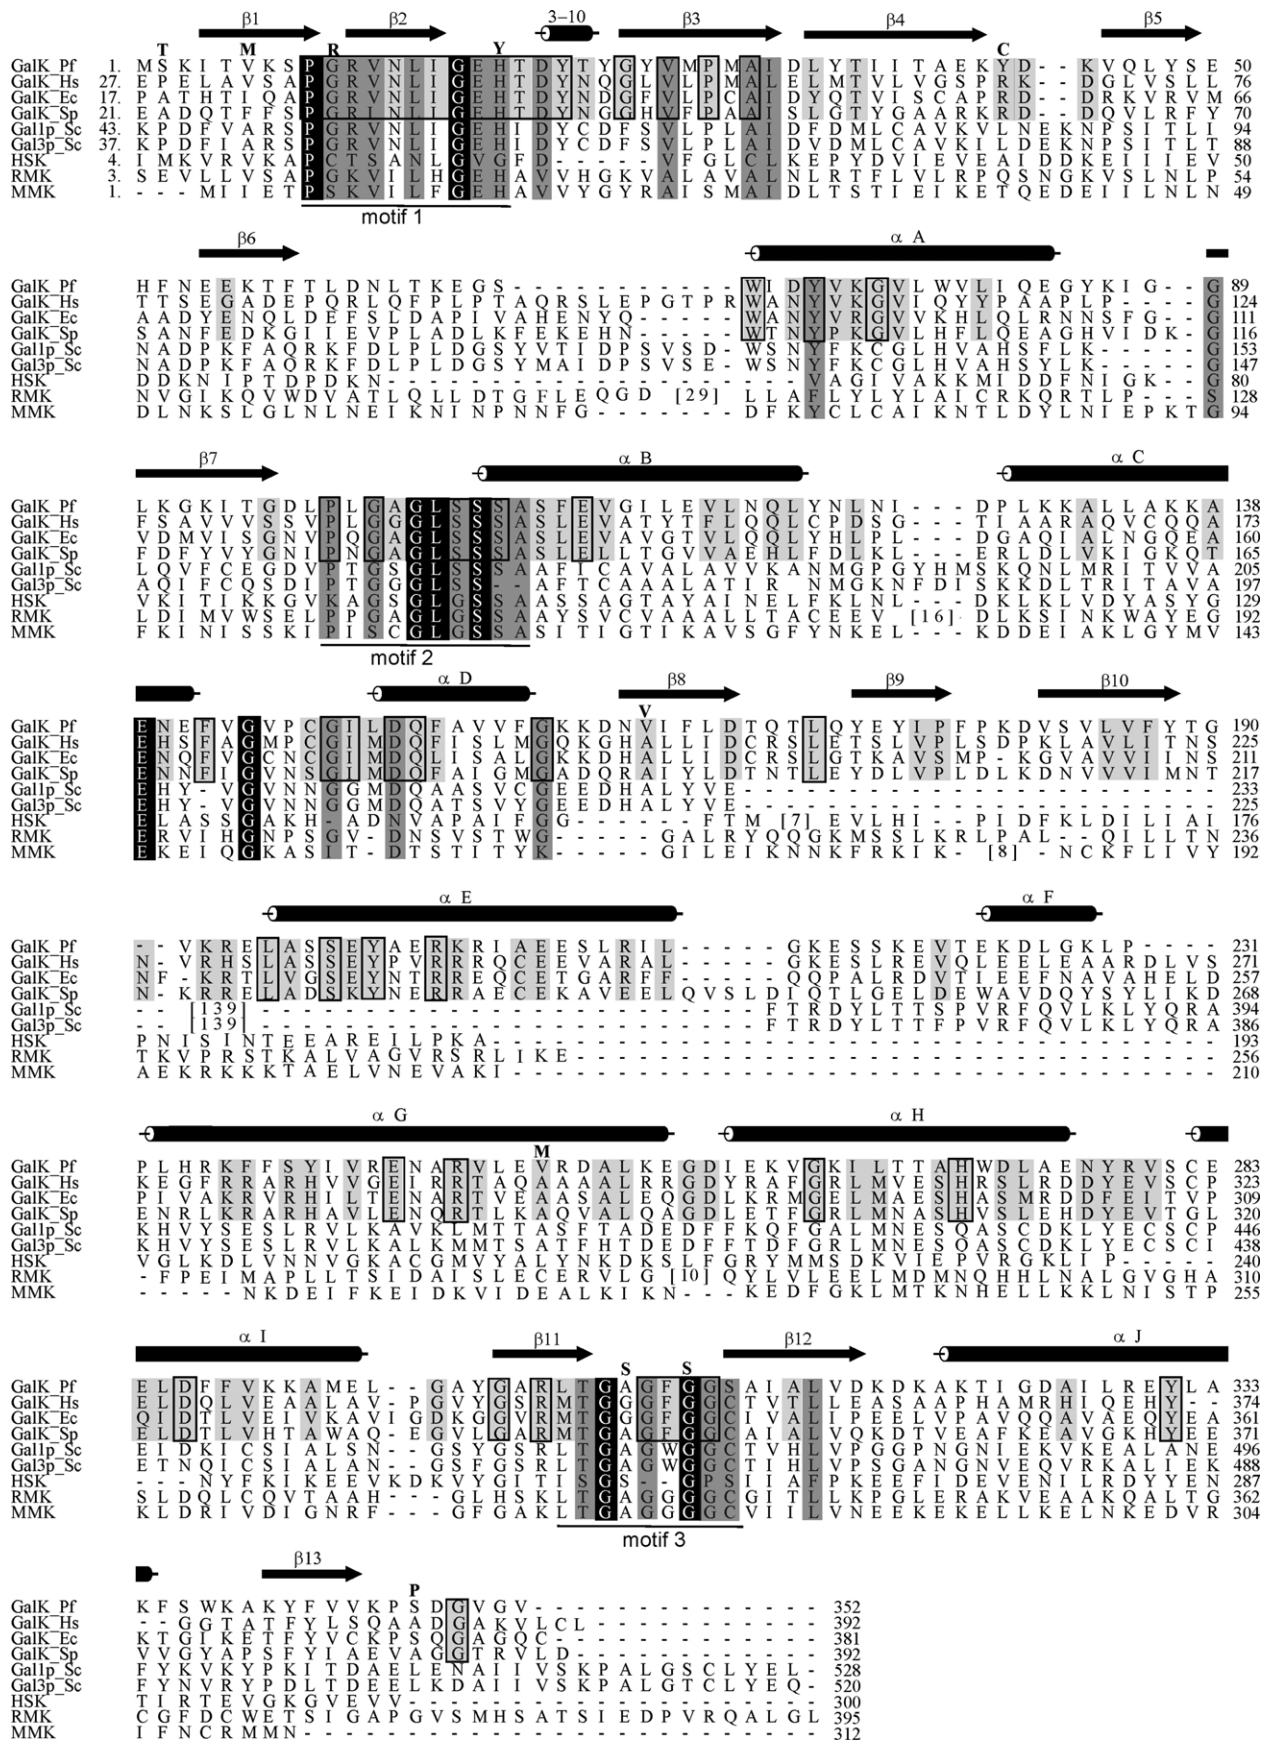 β1 β2 3-10 β3 β4 β5
T M R Y C
GalK_Pf 1. M S K I T V K S P G R V N L I G E H T D Y T Y G Y V M P M A I D L Y T I I T A E K Y D - - K V Q L Y S E 50
GalK_Hs 27. E P E L A V S A P G R V N L I G E H T D Y N Q G L V L P M A L E L M T V L V G S P R K D - - G L V S L L 76
GalK_Ec 17. P A T H T I Q A P G R V N L I G E H T D Y N D G F V L P C A I D Y Q T V I S C A P R D - - D R K V R V M 66
GalK_Sp 21. E A D Q T F F S P G R V N L I G E H T D Y N G G H V F P A A I S L G T Y G A A R K R D - - D Q V L R F Y 70
Gal1p_Sc 43. K P D F V A R S P G R V N L I G E H I D Y C D F S V L P L A I D F D M L C A V K V L N E K N P S I T L I 94
Gal3p_Sc 37. K P D F I A R S P G R V N L I G E H I D Y C D F S V L P L A I D V D M L C A V K I L D E K N P S I T L T 88
HSK 4. I M K V R V K A P C T S A N L G V G F D - - - - - V F G L C L K E P Y D V I E V E A I D D K E I I I E V 50
RMK 3. S E V L L V S A P G K V I L H G E H A V V H G K V A L A V A L N L R T F L V L R P Q S N G K V S L N L P 54
MMK 1. - - - M I I E T P S K V I L F G E H A V V Y G Y R A I S M A L D L T S T I E I K E T Q E D E I I L N L N 49
motif 1
β6 α A
GalK_Pf H F N E E K T F T L D N L T K E G S - - - - - - - - - - - W I D Y V K G V L W V L I Q E G Y K I G - - G 89
GalK_Hs T T S E G A D E P Q R L Q F P L P T A Q R S L E P G T P R W A N Y V K G V I Q Y Y P A A P L P - - - - G 124
GalK_Ec A A D Y E N Q L D E F S L D A P I V A H E N Y Q - - - - - W A N Y V R G V V K H L Q L R N N S F G - - G 111
GalK_Sp S A N F E D K G I I E V P L A D L K F E K E H N - - - - - W T N Y P K G V L H F L Q E A G H V I D K - G 116
Gal1p_Sc N A D P K F A Q R K F D L P L D G S Y V T I D P S V S D - W S N Y F K C G L H V A H S F L K - - - - - G 153
Gal3p_Sc N A D P K F A Q R K F D L P L D G S Y M A I D P S V S E - W S N Y F K C G L H V A H S Y L K - - - - - G 147
HSK D D K N I P T D P D K N - - - - - - - - - - - - - - - - - - - - V A G I V A K K M I D D F N I G K - - G 80
RMK N V G I K Q V W D V A T L Q L L D T G F L E Q G D [29] L L A F L Y L Y L A I C R K Q R T L P - - - S 128
MMK D L N K S L G L N L N E I K N I N P N N F G - - - - - - - D F K Y C L C A I K N T L D Y L N I E P K T G 94
β7 α B α C
GalK_Pf L K G K I T G D L P L G A G L S S S A S F E V G I L E V L N Q L Y N L N I - - - D P L K K A L L A K K A 138
GalK_Hs F S A V V V S S V P L G G G L S S S A S L E V A T Y T F L Q Q L C P D S G - - - T I A A R A Q V C Q Q A 173
GalK_Ec V D M V I S G N V P Q G A G L S S S A S L E V A V G T V L Q Q L Y H L P L - - - D G A Q I A L N G Q E A 160
GalK_Sp F D F Y V Y G N I P N G A G L S S S A S L E L L T G V V A E H L F D L K L - - - E R L D L V K I G K Q T 165
Gal1p_Sc L Q V F C E G D V P T G S G L S S S A A F I C A V A L A V V K A N M G P G Y H M S K Q N L M R I T V V A 205
Gal3p_Sc A Q I F C Q S D I P T G G G L S S - - A F T C A A A L A T I R - N M G K N F D I S K K D L T R I T A V A 197
HSK V K I T I K K G V K A G S G L G S S A A S S A G T A Y A I N E L F K L N L - - - D K L K L V D Y A S Y G 129
RMK L D I M V W S E L P P G A G L G S S A A Y S V C V A A A L L T A C E E V - [16] - D L K S I N K W A Y E G 192
MMK F K I N I S S K I P I S C G L G S S A S I T I G T I K A V S G F Y N K E L - - - K D D E I A K L G Y M V 143
motif 2
α D β8 β9 β10
V
GalK_Pf E N E F V G V P C G I L D Q F A V V F G K K D N V I F L D T Q T L Q Y E Y I P F P K D V S V L V F Y T G 190
GalK_Hs E H S F A G M P C G I M D Q F I S L M G Q K G H A L L I D C R S L E T S L V P L S D P K L A V L I T N S 225
GalK_Ec E N Q F V G C N C G I M D Q L I S A L G K K D H A L L I D C R S L G T K A V S M P - K G V A V V I I N S 211
GalK_Sp E N N F I G V N S G I M D Q F A I G M G A D Q R A I Y L D T N T L E Y D L V P L D L K D N V V V I M N T 217
Gal1p_Sc E H Y - V G V N N G G M D Q A A S V C G E E D H A L Y V E - - - - - - - - - - - - - - - - - - - - - - - 233
Gal3p_Sc E H Y - V G V N N G G M D Q A T S V Y G E E D H A L Y V E - - - - - - - - - - - - - - - - - - - - - - - 225
HSK E L A S S G A K H - A D N V A P A I F G G - - - - - - - F T M [7] E V L H I - - P I D F K L D I L I A I 176
RMK E R V I H G N P S G V - D N S V S T W G - - - - - G A L R Y Q Q G K M S S L K R L P A L - - Q I L L T N 236
MMK E K E I Q G K A S I T - D T S T I T Y K - - - - - G I L E I K N N K F R K I K - [8] - N C K F L I V Y 192
α E α F
GalK_Pf - - V K R E L A S S E Y A E R K R I A E E S L R I L - - - - - G K E S S K E V T E K D L G K L P - - - - 231
GalK_Hs N - V R H S L A S S E Y P V R R R Q C E E V A R A L - - - - - G K E S L R E V Q L E E L E A A R D L V S 271
GalK_Ec N F - K R T L V G S E Y N T R R E Q C E T G A R F F - - - - - Q Q P A L R D V T I E E F N A V A H E L D 257
GalK_Sp N - K R R E L A D S K Y N E R R A E C E K A V E E L Q V S L D I Q T L G E L D E W A V D Q Y S Y L I K D 268
Gal1p_Sc - - [139] - - - - - - - - - - - - - - - - - - - - - - - - - F T R D Y L T T S P V R F Q V L K L Y Q R A 394
Gal3p_Sc - - [139] - - - - - - - - - - - - - - - - - - - - - - - - - F T R D Y L T T F P V R F Q V L K L Y Q R A 386
HSK P N I S I N T E E A R E I L P K A - - - - - - - - - - - - - - - - - - - - - - - - - - - - - - - - - - - 193
RMK T K V P R S T K A L V A G V R S R L I K E - - - - - - - - - - - - - - - - - - - - - - - - - - - - - - - 256
MMK A E K R K K K T A E L V N E V A K I - - - - - - - - - - - - - - - - - - - - - - - - - - - - - - - - - - 210
α G α H
M
GalK_Pf P L H R K F F S Y I V R E N A R V L E V R D A L K E G D I E K V G K I L T T A H W D L A E N Y R V S C E 283
GalK_Hs K E G F R R A R H V V G E I R R T A Q A A A A L R R G D Y R A F G R L M V E S H R S L R D D Y E V S C P 323
GalK_Ec P I V A K R V R H I L T E N A R T V E A A S A L E Q G D L K R M G E L M A E S H A S M R D D F E I T V P 309
GalK_Sp E N R L K R A R H A V L E N Q R T L K A Q V A L Q A G D L E T F G R L M N A S H V S L E H D Y E V T G L 320
Gal1p_Sc K H V Y S E S L R V L K A V K L M T T A S F T A D E D F F K Q F G A L M N E S Q A S C D K L Y E C S C P 446
Gal3p_Sc K H V Y S E S L R V L K A L K M M T S A T F H T D E D F F T D F G R L M N E S Q A S C D K L Y E C S C I 438
HSK V G L K D L V N N V G K A C G M V Y A L Y N K D K S L F G R Y M M S D K V I E P V R G K L I P - - - - - 240
RMK - F P E I M A P L L T S I D A I S L E C E R V L G [10] Q Y L V L E E L M D M N Q H H L N A L G V G H A 310
MMK - - - - - N K D E I F K E I D K V I D E A L K I K N - - - K E D F G K L M T K N H E L L K K L N I S T P 255
α I β11 β12 α J
S S
GalK_Pf E L D F F V K K A M E L - - G A Y G A R L T G A G F G G S A I A L V D K D K A K T I G D A I L R E Y L A 333
GalK_Hs E L D Q L V E A A L A V - - P G V Y G S R M T G G G F G G C T V T L L E A S A A P H A M R H I Q E H Y - - 374
GalK_Ec Q I D T L V E I V K A V I G D K G G V R M T G G G F G G C I V A L I P E E L V P A V Q Q A V A E Q Y E A 361
GalK_Sp E L D T L V H T A W A Q - E G V L G A R M T G A G F G G C A I A L V Q K D T V E A F K E A V G K H Y E E 371
Gal1p_Sc E I D K I C S I A L S N - - G S Y G S R L T G A G W G G C T V H L V P G G P N G N I E K V K E A L A N E 496
Gal3p_Sc E T N Q I C S I A L A N - - G S F G S R L T G A G W G G C T I H L V P S G A N G N V E Q V R K A L I E K 488
HSK - - - N Y F K I K E E V K D K V Y G I T I S G S - - G P S I I A F P K E E F I D E V E N I L R D Y Y E N 287
RMK S L D Q L C Q V T A A H - - - G L H S K L T G A G G G G C G I T L L K P G L E R A K V E A A K Q A L T G 362
MMK K L D R I V D I G N R F - - - G F G A K L T G A G G G G C V I I L V N E E K E K E L L K E L N K E D V R 304
motif 3
β13
P
GalK_Pf K F S W K A K Y F V V K P S D G V G V - - - - - - - - - - - - - - 352
GalK_Hs - - G G T A T F Y L S Q A A D G A K V L C L - - - - - - - - - - - 392
GalK_Ec K T G I K E T F Y V C K P S Q G A G Q C - - - - - - - - - - - - - 381
GalK_Sp V V G Y A P S F Y I A E V A G G T R V L D - - - - - - - - - - - - 392
Gal1p_Sc F Y K V K Y P K I T D A E L E N A I I V S K P A L G S C L Y E L - 528
Gal3p_Sc F Y N V R Y P D L T D E E L K D A I I V S K P A L G T C L Y E Q - 520
HSK T I R T E V G K G V E V V - - - - - - - - - - - - - - - - - - - - 300
RMK C G F D C W E T S I G A P G V S M H S A T S I E D P V R Q A L G L 395
MMK I F N C R M M N - - - - - - - - - - - - - - - - - - - - - - - - - 312